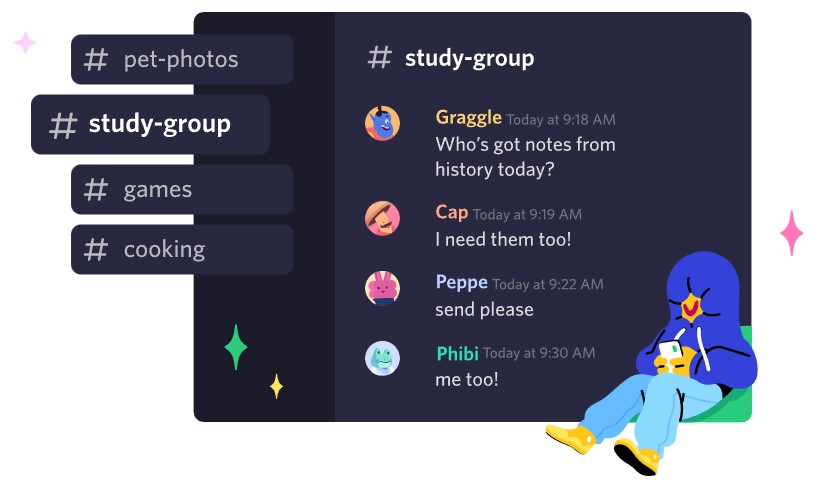 # pet-photos
# study-group
# games
# cooking
# study-group
Graggle Today at 9:18 AM
Who's got notes from
history today?
Cap Today at 9:19 AM
I need them too!
Peppe Today at 9:22 AM
send please
Phibi Today at 9:30 AM
me too!